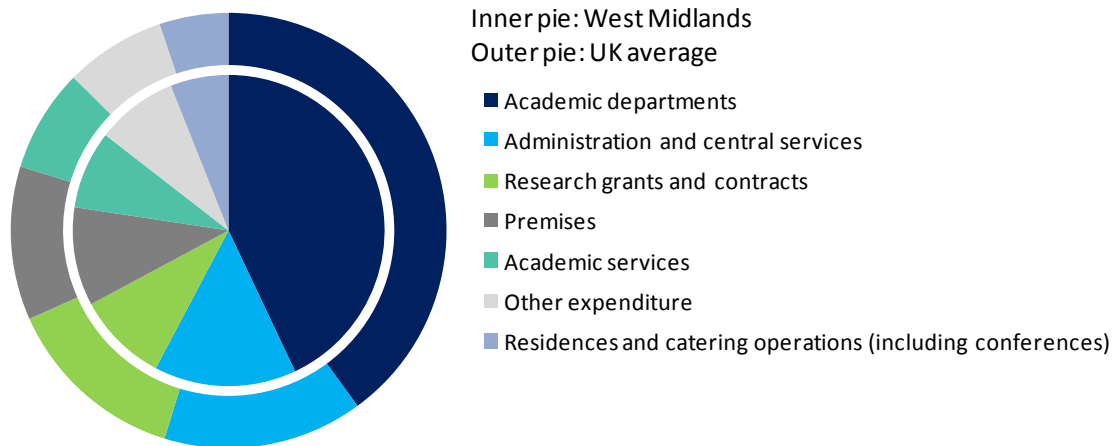 Inner pie: West Midlands
Outer pie: UK average
Academic departments
Administration and central services
Research grants and contracts
Premises
Academic services
Other expenditure
Residences and catering operations (including conferences)